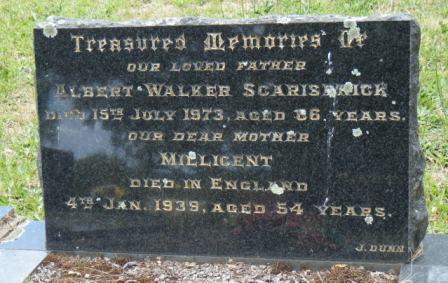 Treasured Memories Of
OUR LOVED FATHER
ALBERT WALKER SCARISBRICK
DIED 15TH JULY 1973, AGED 86 YEARS.
OUR DEAR MOTHER
MILLICENT
DIED IN ENGLAND
4TH JAN. 1939, AGED 54 YEARS.
J. DUNN